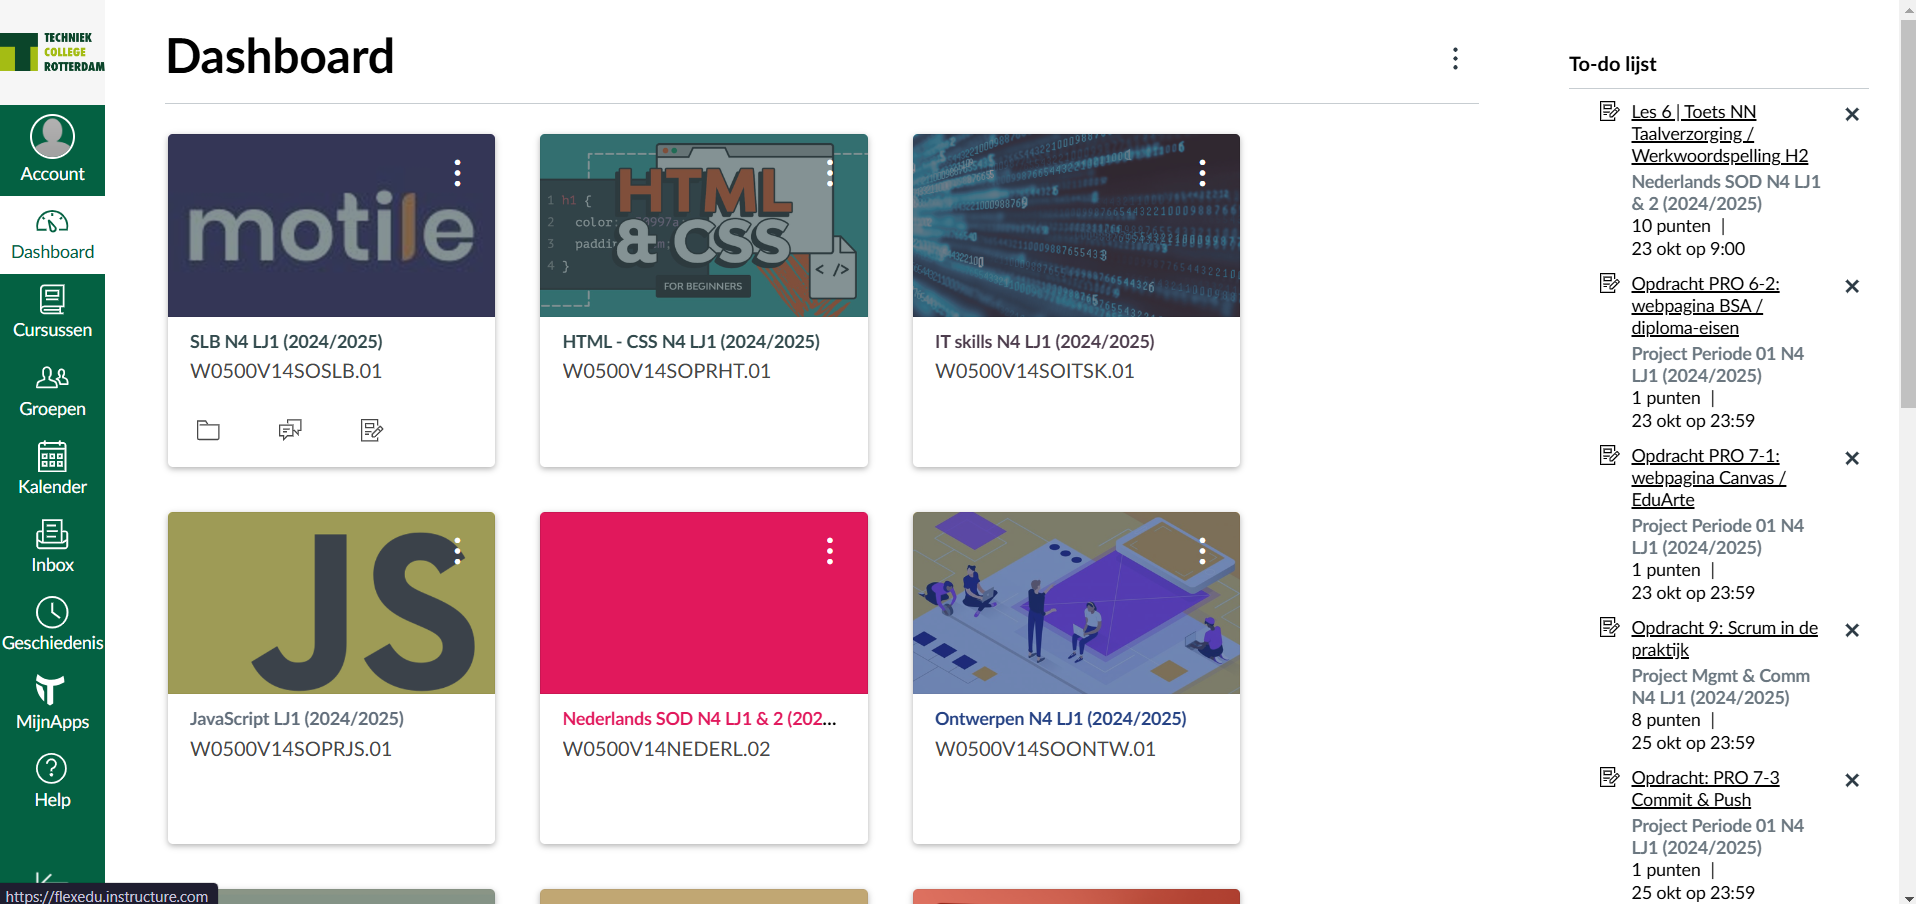 TECHNIEK
COLLEGE
ROTTERDAM
Account
Dashboard
Cursussen
Groepen
Kalender
Inbox
Geschiedenis
MijnApps
Help
https://flexedu.instructure.com
Dashboard
motile
SLB N4 LJ1 (2024/2025)
W0500V14SOSLB.01
HTML
& CSS
FOR BEGINNERS
1 h1 {
2 color:
3
4 }
</>
HTML - CSS N4 LJ1 (2024/2025)
W0500V14SOPRHT.01
IT skills N4 LJ1 (2024/2025)
W0500V14SOITSK.01
JS
JavaScript LJ1 (2024/2025)
W0500V14SOPRJS.01
Nederlands SOD N4 LJ1 & 2 (202...
W0500V14NEDERL.02
Ontwerpen N4 LJ1 (2024/2025)
W0500V14SOONTW.01
To-do lijst
Les 6 | Toets NN
Taalverzorging /
Werkwoordspelling H2
Nederlands SOD N4 LJ1
& 2 (2024/2025)
10 punten |
23 okt op 9:00
Opdracht PRO 6-2:
webpagina BSA /
diploma-eisen
Project Periode 01 N4
LJ1 (2024/2025)
1 punten |
23 okt op 23:59
Opdracht PRO 7-1:
webpagina Canvas /
EduArte
Project Periode 01 N4
LJ1 (2024/2025)
1 punten |
23 okt op 23:59
Opdracht 9: Scrum in de
praktijk
Project Mgmt & Comm
N4 LJ1 (2024/2025)
8 punten |
25 okt op 23:59
Opdracht: PRO 7-3
Commit & Push
Project Periode 01 N4
LJ1 (2024/2025)
1 punten |
25 okt op 23:59